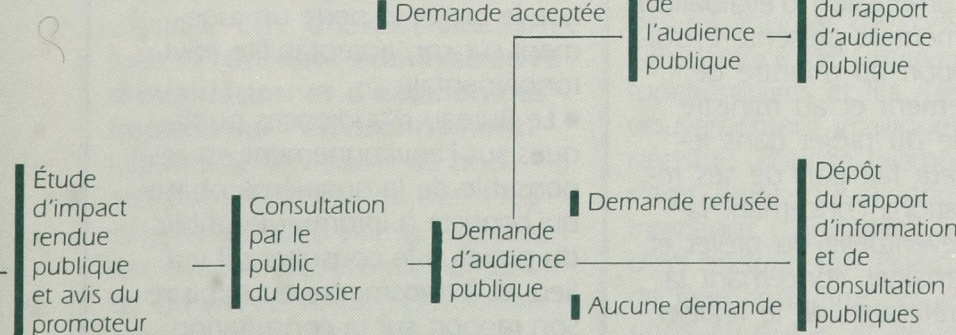 Demande acceptée
de
l'audience
publique
du rapport
d'audience
publique
Étude
d'impact
rendue
publique
et avis du
promoteur
Consultation
par le
public
du dossier
Demande
d'audience
publique
Demande refusée
Aucune demande
Dépôt
du rapport
d'information
et de
consultation
publiques